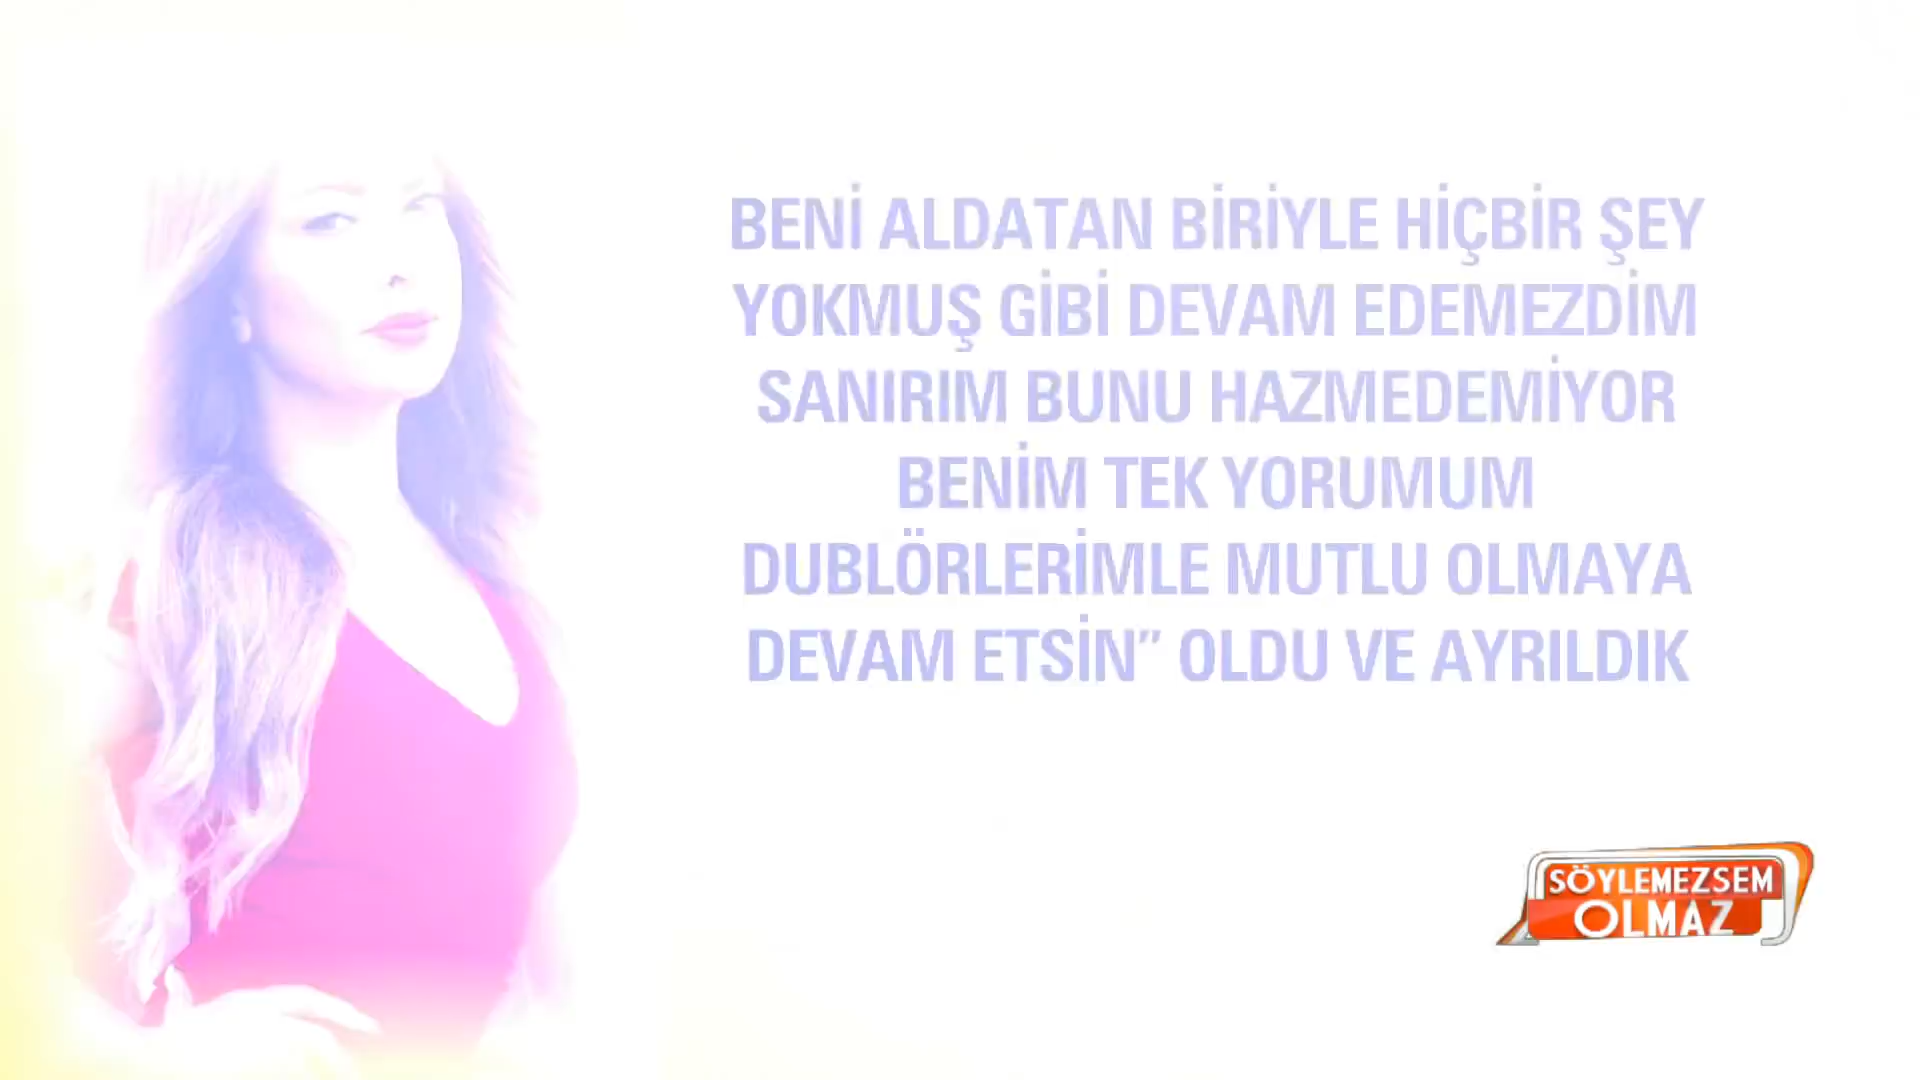 BENİ ALDATAN BİRİYLE HİÇBİR ŞEY
YOKMUŞ GİBİ DEVAM EDEMEZDİM
SANIRIM BUNU HAZMEDEMİYOR
BENİM TEK YORUMUM
DUBLÖRLERİMLE MUTLU OLMAYA
DEVAM ETSİN” OLDU VE AYRILDIK
SÖYLEMEZSEM
OLMAZ